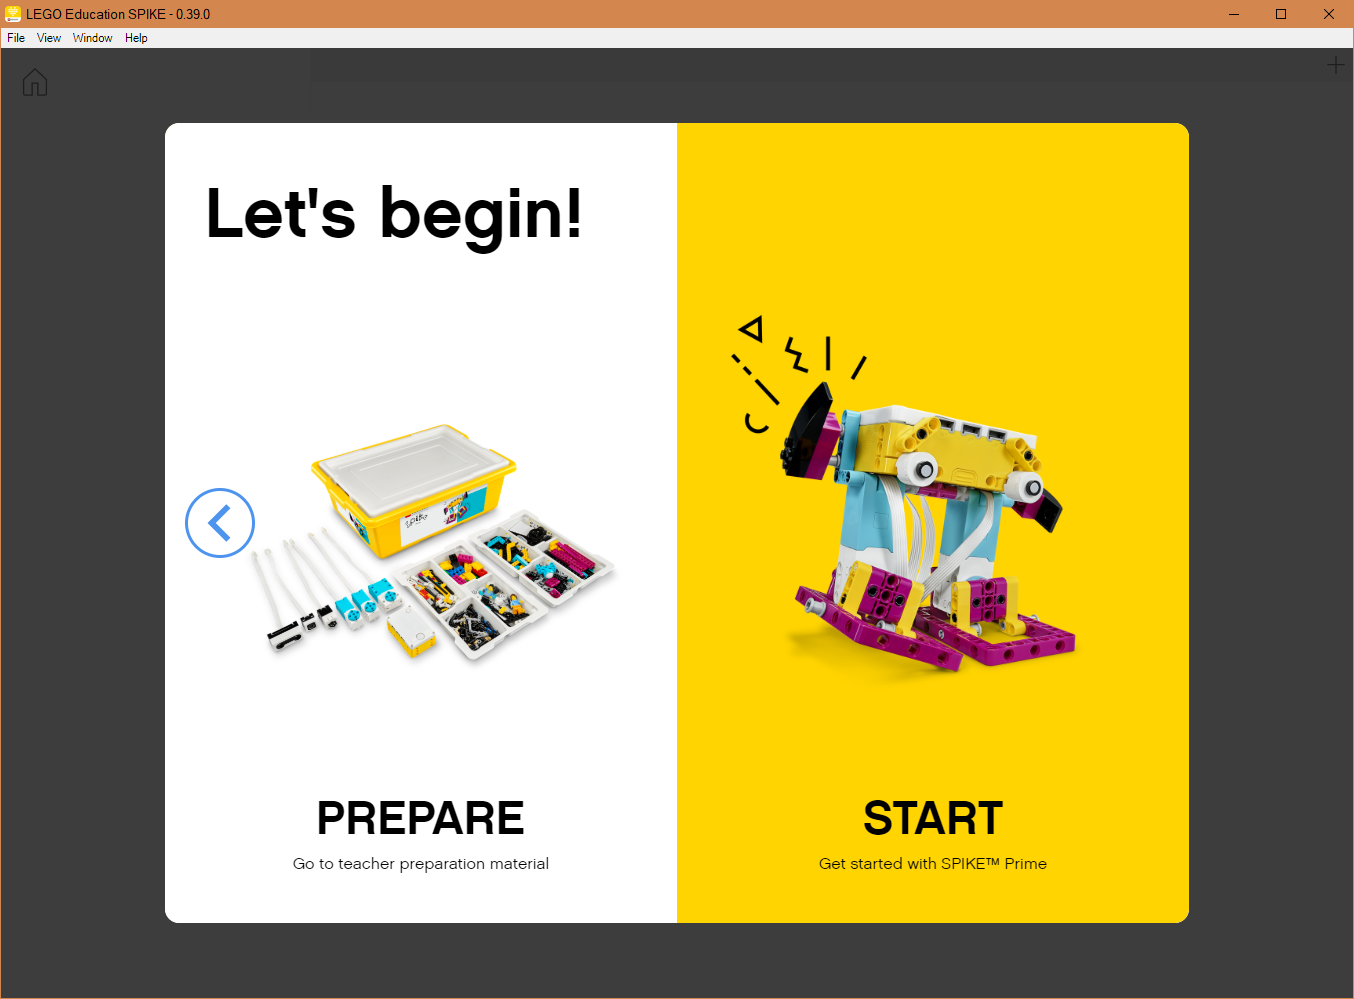 LEGO Education SPIKE - 0.39.0
File View Window Help
Let's begin!
PREPARE
Go to teacher preparation material
START
Get started with SPIKE™ Prime